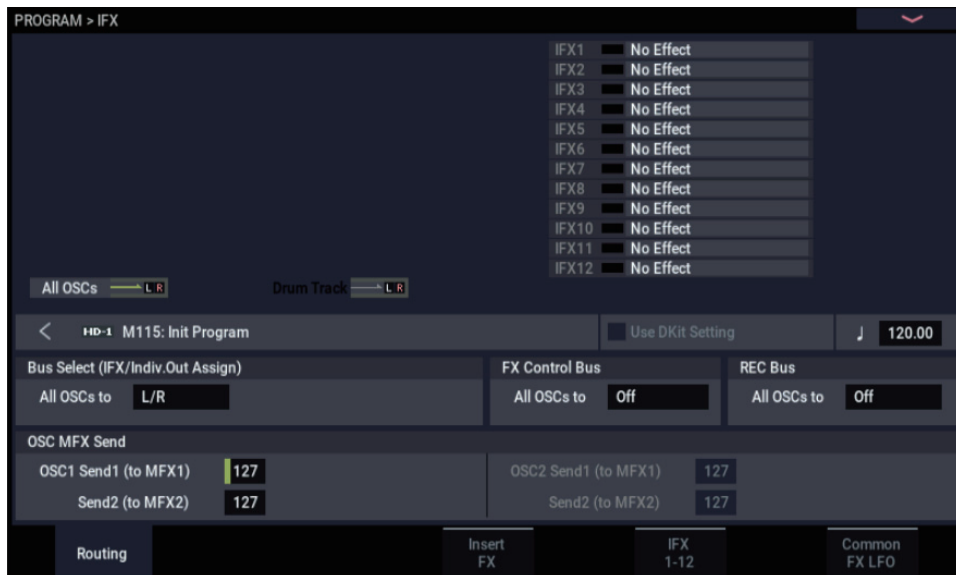 PROGRAM > IFX
IFX1 No Effect
IFX2 No Effect
IFX3 No Effect
IFX4 No Effect
IFX5 No Effect
IFX6 No Effect
IFX7 No Effect
IFX8 No Effect
IFX9 No Effect
IFX10 No Effect
IFX11 No Effect
IFX12 No Effect
All OSCs L R Drum Track L R
HD-1 M115: Init Program Use DKit Setting ♩ 120.00
Bus Select (IFX/Indiv.Out Assign) FX Control Bus REC Bus
All OSCs to L/R All OSCs to Off All OSCs to Off
OSC MFX Send
OSC1 Send1 (to MFX1) 127 OSC2 Send1 (to MFX1) 127
Send2 (to MFX2) 127 Send2 (to MFX2) 127
Routing Insert FX IFX 1-12 Common FX LFO